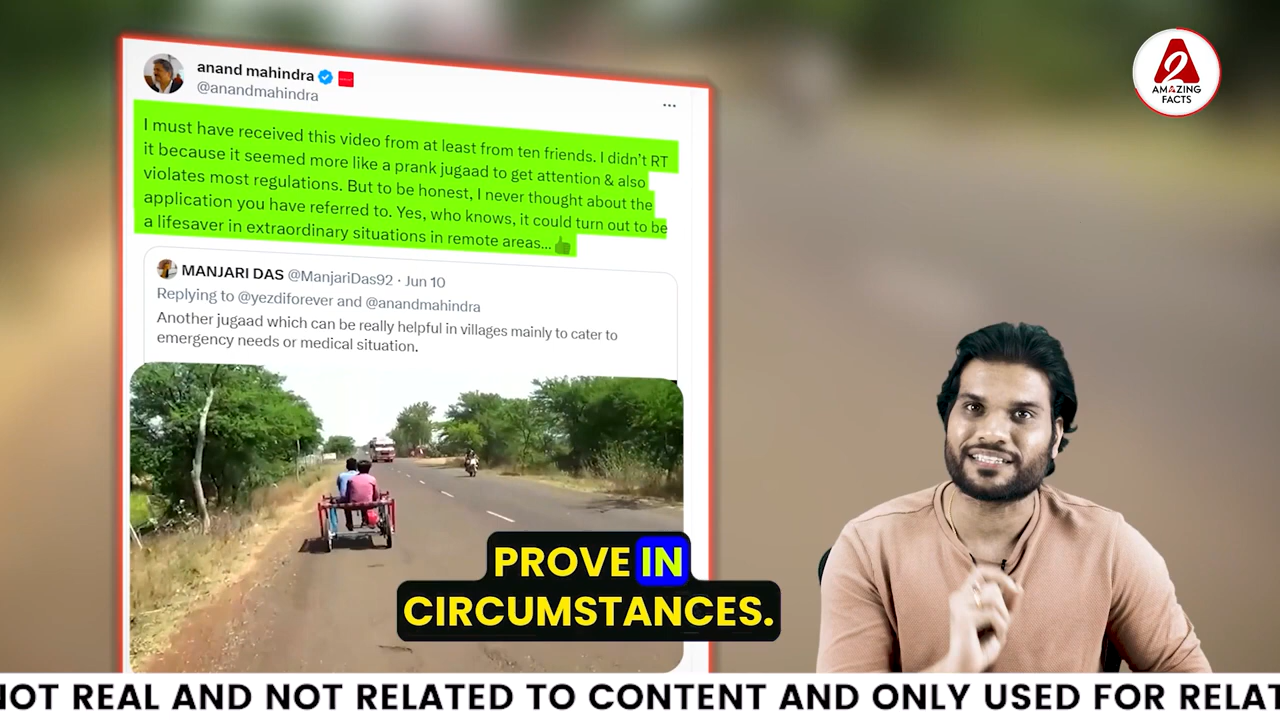 anand mahindra
@anandmahindra
I must have received this video from at least from ten friends. I didn't RT
it because it seemed more like a prank jugaad to get attention & also
violates most regulations. But to be honest, I never thought about the
application you have referred to. Yes, who knows, it could turn out to be
a lifesaver in extraordinary situations in remote areas...
MANJARI DAS @ManjariDas92 · Jun 10
Replying to @yezdiforever and @anandmahindra
Another jugaad which can be really helpful in villages mainly to cater to
emergency needs or medical situation.
A2
AMAZING
FACTS
PROVE IN
CIRCUMSTANCES.
NOT REAL AND NOT RELATED TO CONTENT AND ONLY USED FOR RELAT